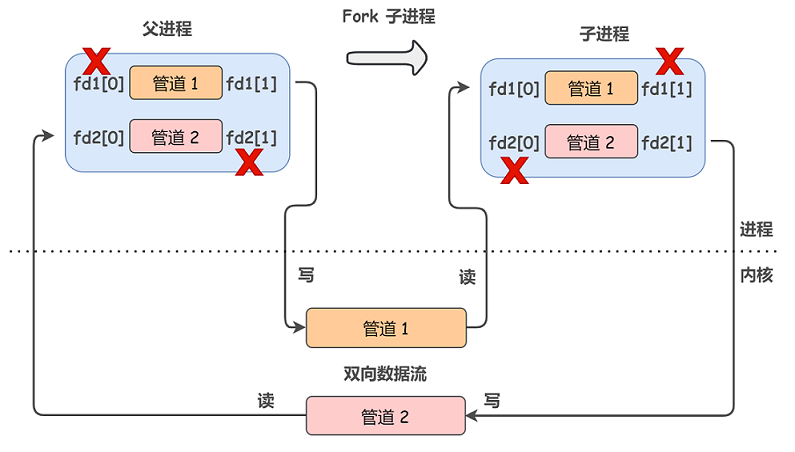 Fork 子进程
父进程
子进程
fd1[0] 管道 1 fd1[1]
fd2[0] 管道 2 fd2[1]
fd1[0] 管道 1 fd1[1]
fd2[0] 管道 2 fd2[1]
进程
内核
写
读
管道 1
双向数据流
读
写
管道 2